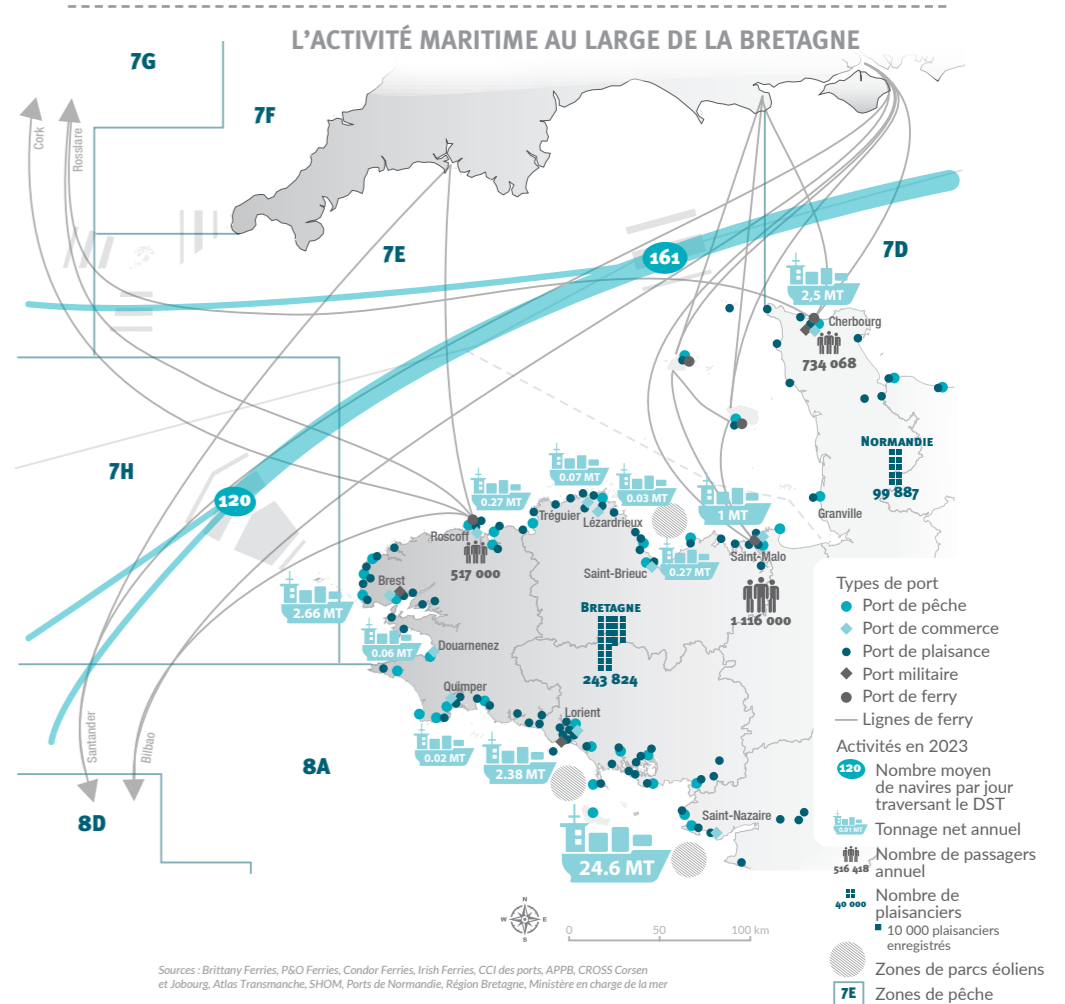 L'ACTIVITÉ MARITIME AU LARGE DE LA BRETAGNE
7G
7F
Cork
Rosslare
7E
161
7D
2,5 MT
Cherbourg
734 068
NORMANDIE
99 887
Granville
7H
120
0.27 MT
0.07 MT
0.03 MT
1 MT
Tréguier
Lézardrieux
Roscoff
517 000
Saint-Brieuc
0.27 MT
Saint-Malo
1 116 000
2.66 MT
Brest
BRETAGNE
243 824
0.06 MT
Douarnenez
Quimper
Lorient
0.02 MT
2.38 MT
Santander
Bilbao
8A
8D
24.6 MT
Saint-Nazaire
Types de port
Port de pêche
Port de commerce
Port de plaisance
Port militaire
Port de ferry
Lignes de ferry
Activités en 2023
120 Nombre moyen
de navires par jour
traversant le DST
0.01 MT Tonnage net annuel
516 418 Nombre de passagers
annuel
40 000 Nombre de
plaisanciers
10 000 plaisanciers
enregistrés
Zones de parcs éoliens
7E Zones de pêche
N
W E
S
0 50 100 km
Sources : Brittany Ferries, P&O Ferries, Condor Ferries, Irish Ferries, CCI des ports, APPB, CROSS Corsen
et Jobourg, Atlas Transmanche, SHOM, Ports de Normandie, Région Bretagne, Ministère en charge de la mer